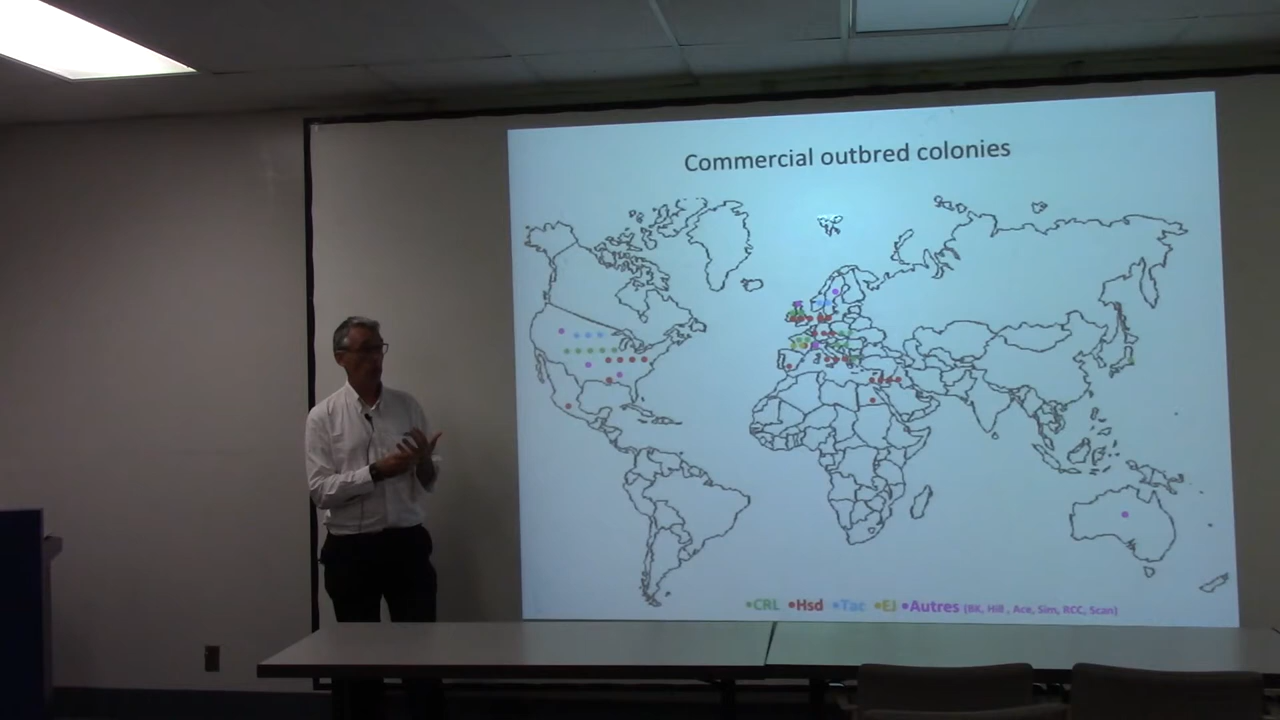 Commercial outbred colonies
•CRL •Hsd •Tac •EJ •Autres (BK, Hill , Ace, Sim, RCC, Scan)